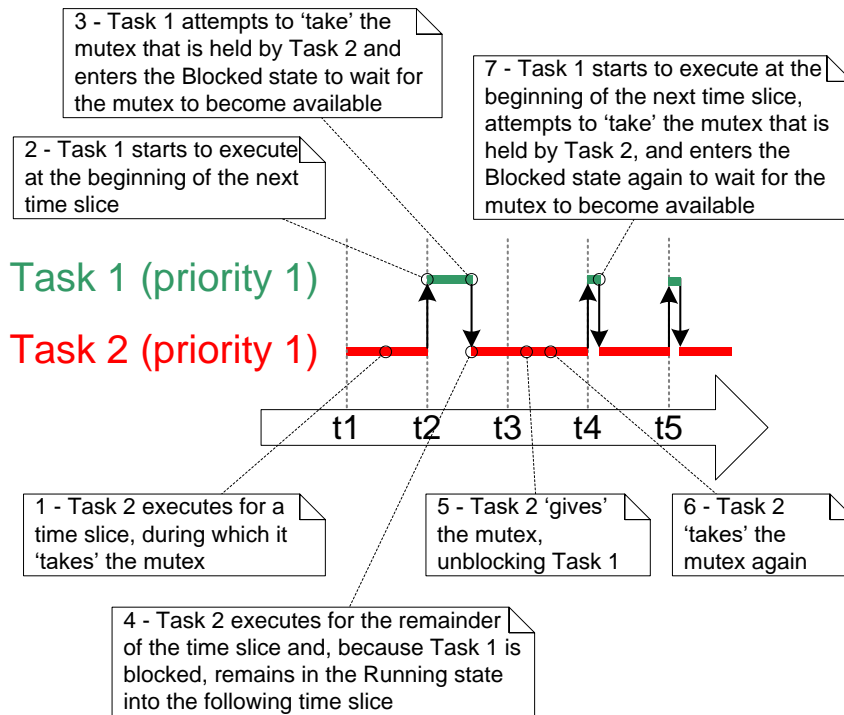 3 - Task 1 attempts to ‘take’ the
mutex that is held by Task 2 and
enters the Blocked state to wait for
the mutex to become available
7 - Task 1 starts to execute at the
beginning of the next time slice,
attempts to ‘take’ the mutex that is
held by Task 2, and enters the
Blocked state again to wait for the
mutex to become available
2 - Task 1 starts to execute
at the beginning of the next
time slice
Task 1 (priority 1)
Task 2 (priority 1)
t1 t2 t3 t4 t5
1 - Task 2 executes for a
time slice, during which it
‘takes’ the mutex
5 - Task 2 ‘gives’
the mutex,
unblocking Task 1
6 - Task 2
‘takes’ the
mutex again
4 - Task 2 executes for the remainder
of the time slice and, because Task 1 is
blocked, remains in the Running state
into the following time slice